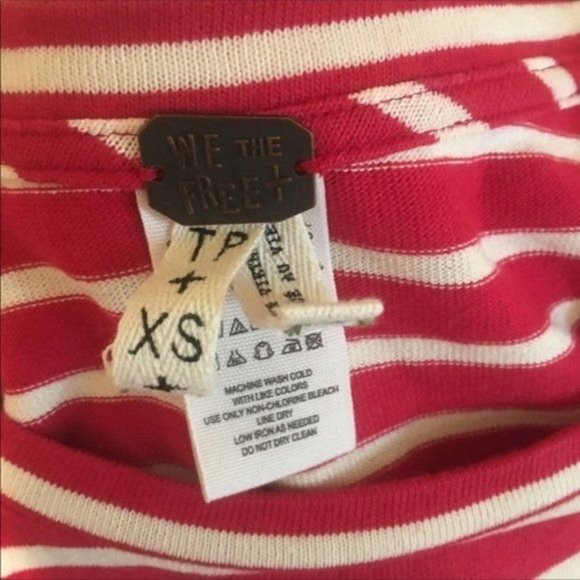 WE THE
FREE+
TP
+
XS
+
MACHINE WASH COLD
WITH LIKE COLORS
USE ONLY NON-CHLORINE BLEACH
LINE DRY
LOW IRON AS NEEDED
DO NOT DRY CLEAN